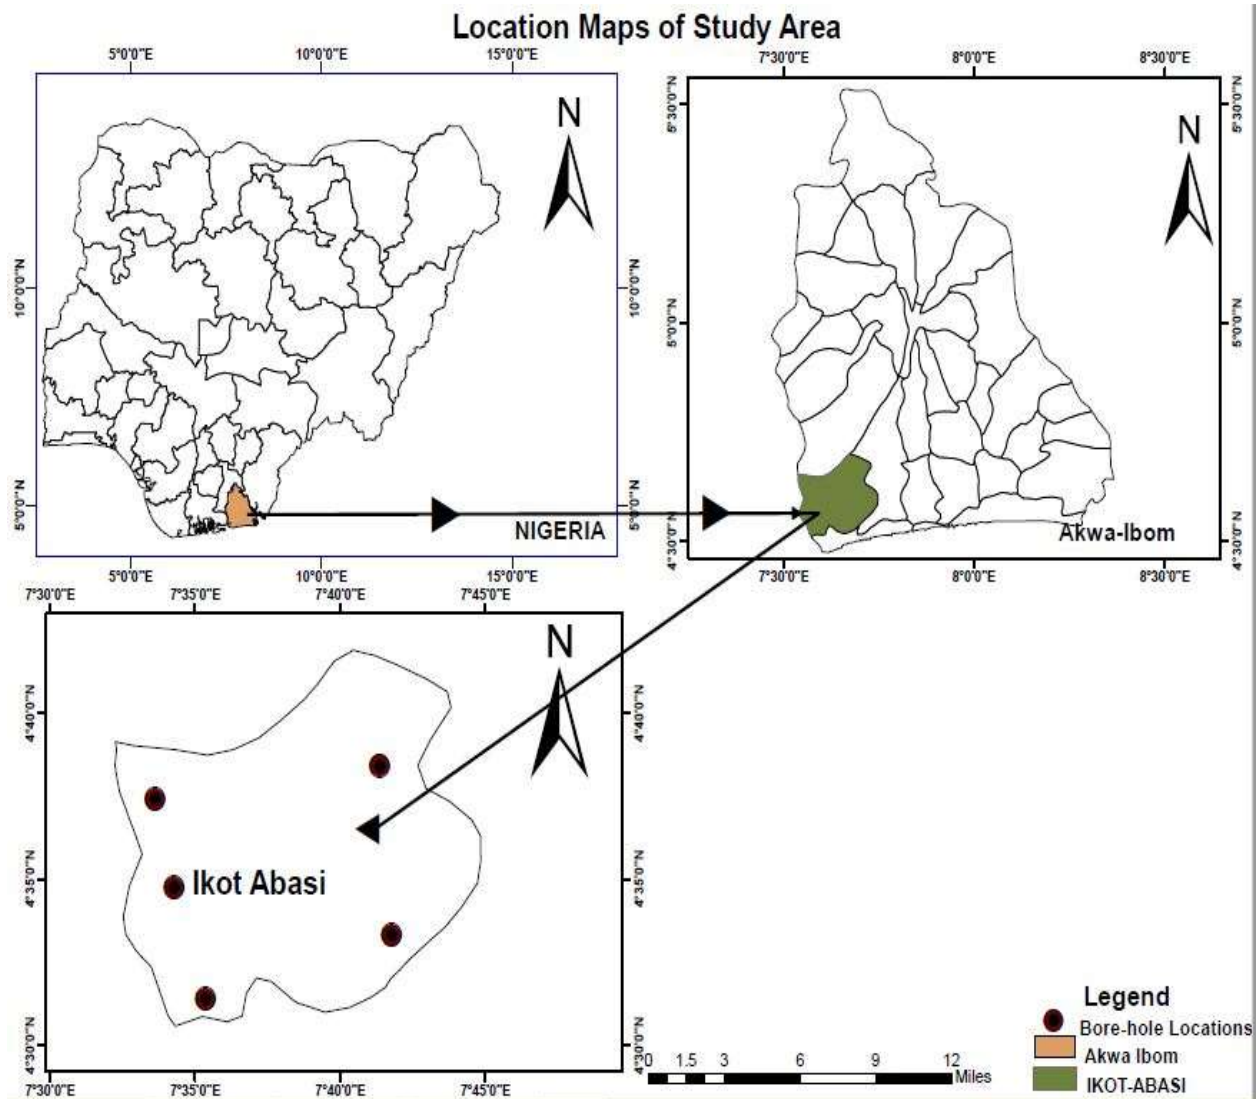 Location Maps of Study Area
5°0'0"E 10°0'0"E 15°0'0"E
7°30'0"E 8°0'0"E 8°30'0"E
N
N
5°30'0"N
5°30'0"N
10°0'0"N
10°0'0"N
5°0'0"N
5°0'0"N
5°0'0"N
5°0'0"N
NIGERIA
4°30'0"N
Akwa-Ibom
4°30'0"N
5°0'0"E 10°0'0"E 15°0'0"E
7°30'0"E 8°0'0"E 8°30'0"E
7°30'0"E 7°35'0"E 7°40'0"E 7°45'0"E
N
4°40'0"N
4°40'0"N
4°35'0"N
Ikot Abasi
4°35'0"N
4°30'0"N
4°30'0"N
7°30'0"E 7°35'0"E 7°40'0"E 7°45'0"E
Legend
Bore-hole Locations
Akwa Ibom
IKOT-ABASI
0 1.5 3 6 9 12
Miles